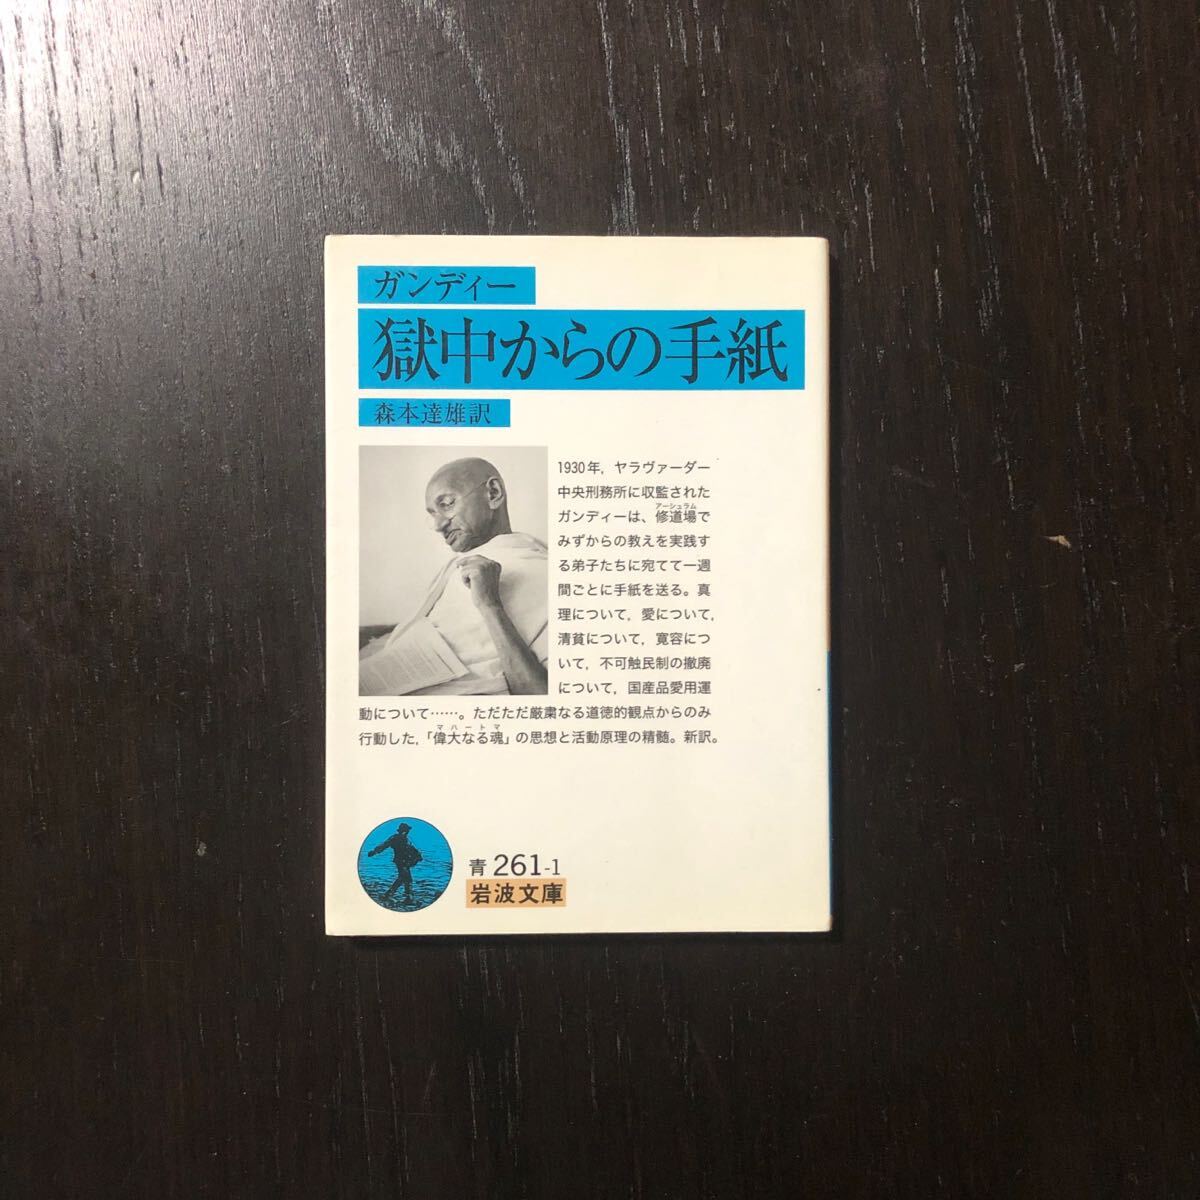 ガンディー
獄中からの手紙
森本達雄訳
1930年，ヤラヴァーダー
中央刑務所に収監された
アーシュラム
ガンディーは、修道場で
みずからの教えを実践す
る弟子たちに宛てて一週
間ごとに手紙を送る。真
理について，愛について，
清貧について，寛容につ
いて，不可触民制の撤廃
について，国産品愛用運
動について……。ただただ厳粛なる道徳的観点からのみ
マハートマ
行動した，「偉大なる魂」の思想と活動原理の精髄。新訳。
青 261-1
岩波文庫